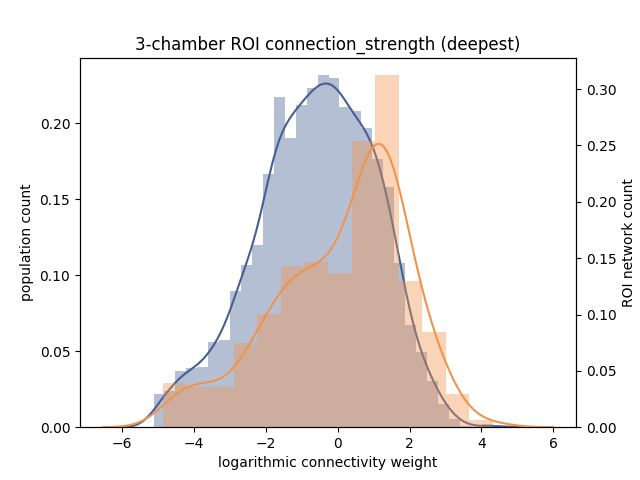 3-chamber ROI connection_strength (deepest)
population count
0.20
0.15
0.10
0.05
0.00
0.30
0.25
0.20
0.15
0.10
0.05
0.00
ROI network count
−6 −4 −2 0 2 4 6
logarithmic connectivity weight